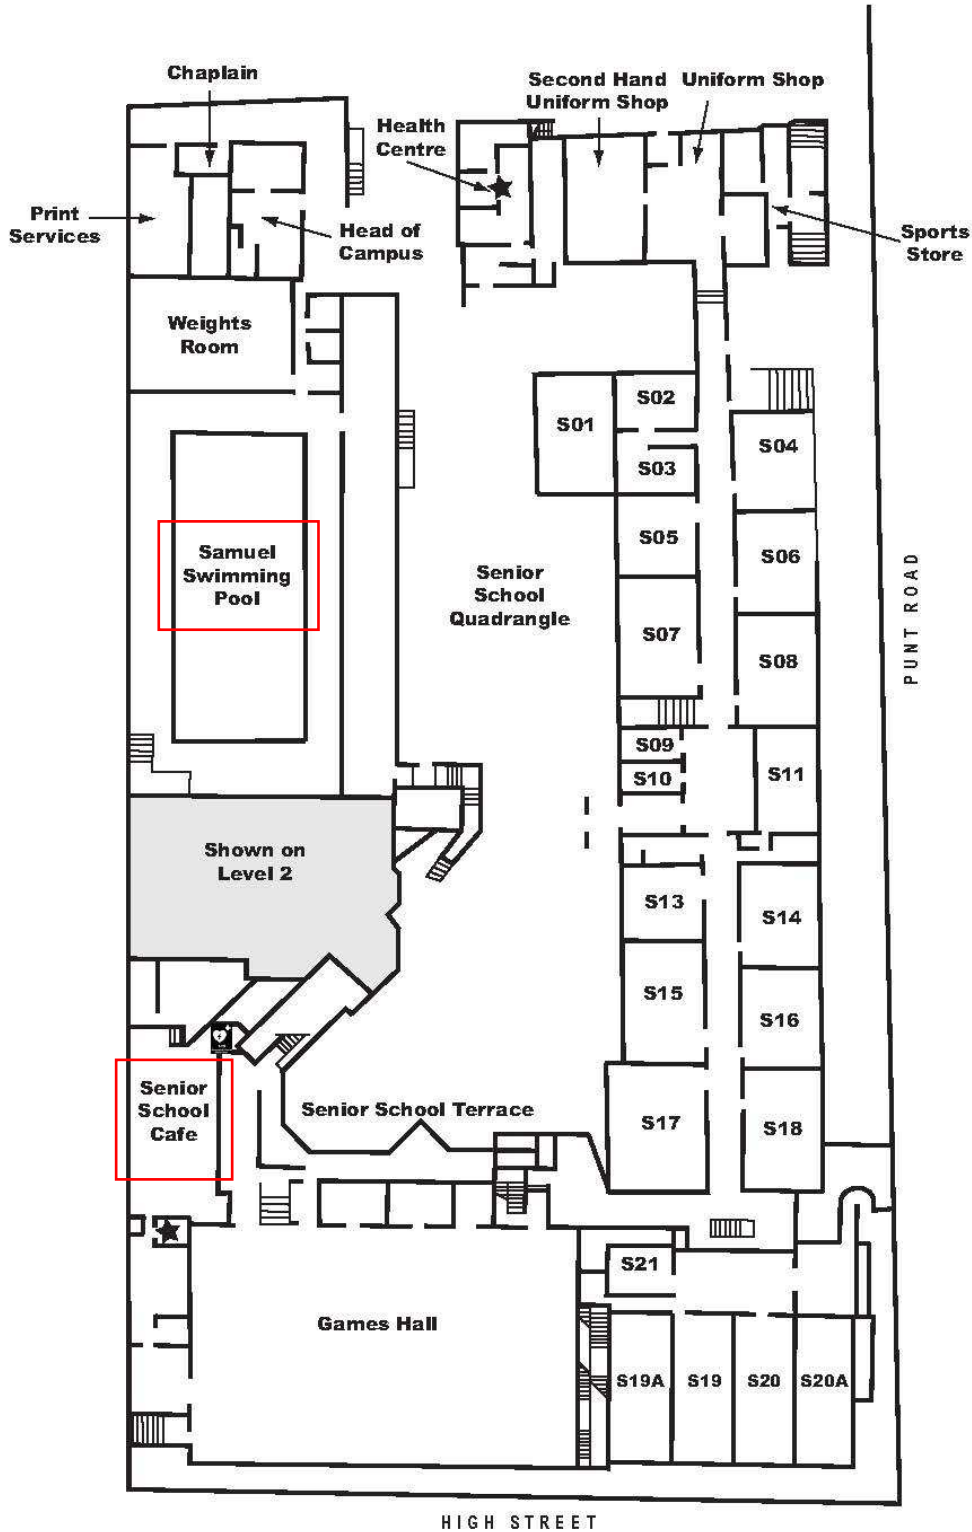 Chaplain
Second Hand
Uniform Shop
Uniform Shop
Health
Centre
Print
Services
Head of
Campus
Sports
Store
Weights
Room
S01
S02
S03
S04
Samuel
Swimming
Pool
Senior
School
Quadrangle
S05
S06
S07
S08
PUNT ROAD
S09
S10
S11
Shown on
Level 2
S13
S14
S15
S16
Senior
School
Cafe
Senior School Terrace
S17
S18
S21
Games Hall
S19A
S19
S20
S20A
HIGH STREET